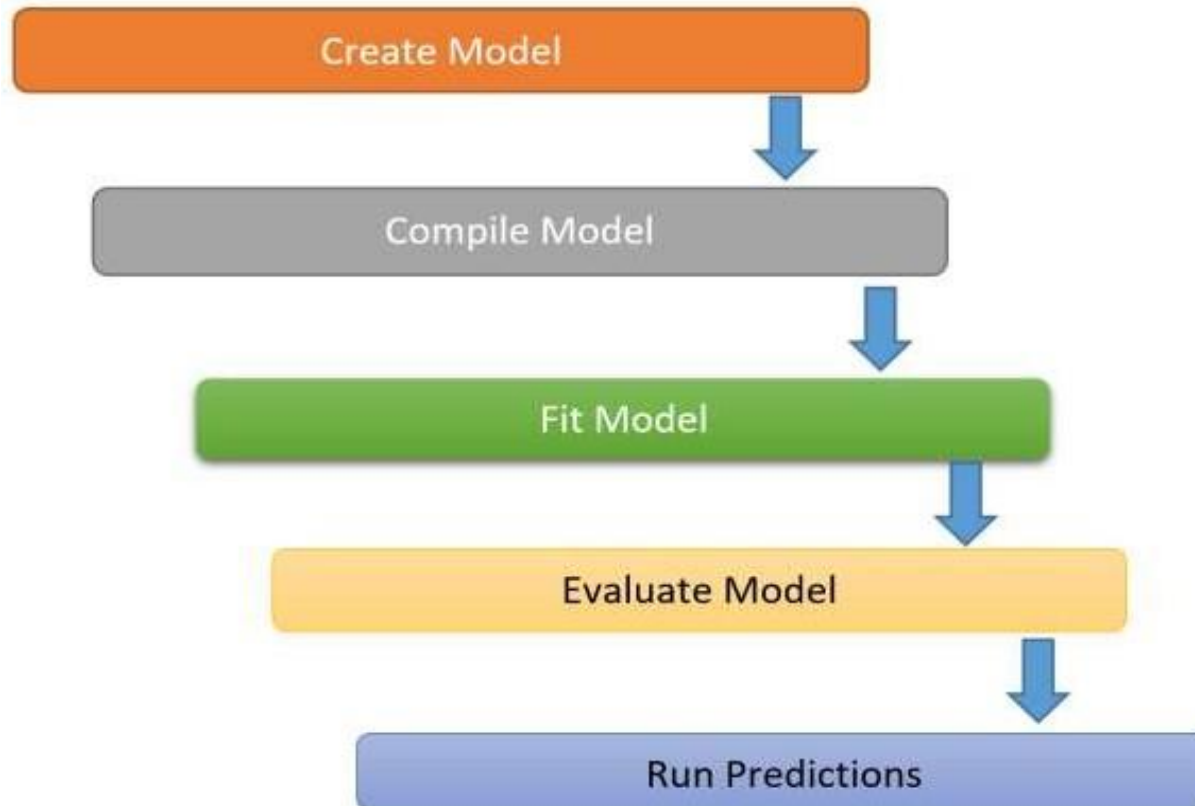 Create Model
Compile Model
Fit Model
Evaluate Model
Run Predictions